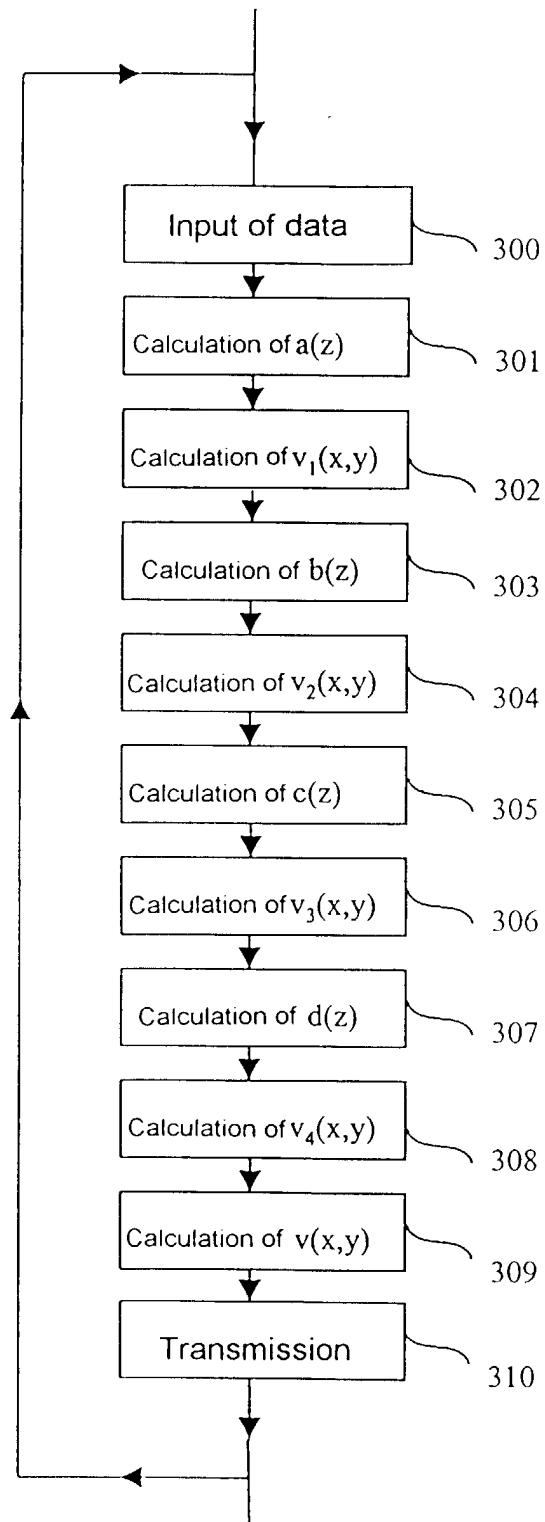 Input of data
300
Calculation of a(z)
301
Calculation of v₁(x,y)
302
Calculation of b(z)
303
Calculation of v₂(x,y)
304
Calculation of c(z)
305
Calculation of v₃(x,y)
306
Calculation of d(z)
307
Calculation of v₄(x,y)
308
Calculation of v(x,y)
309
Transmission
310